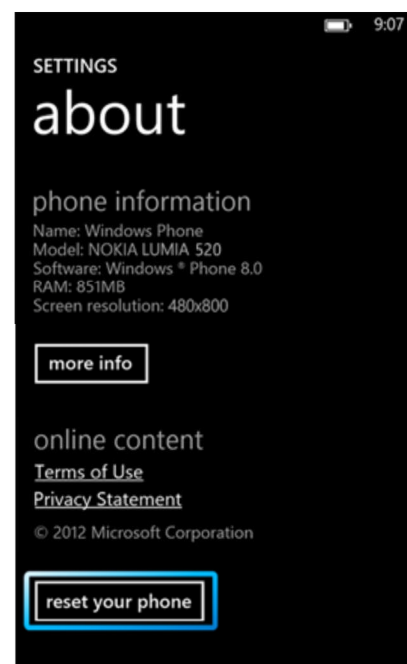 9:07
SETTINGS
about
phone information
Name: Windows Phone
Model: NOKIA LUMIA 520
Software: Windows ® Phone 8.0
RAM: 851MB
Screen resolution: 480x800
more info
online content
Terms of Use
Privacy Statement
© 2012 Microsoft Corporation
reset your phone